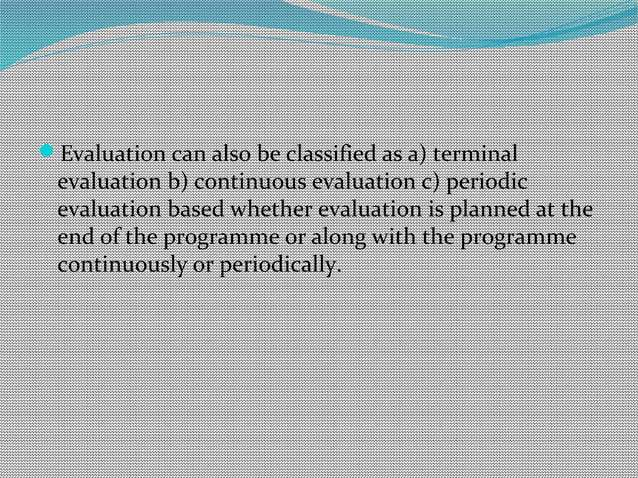 Evaluation can also be classified as a) terminal
evaluation b) continuous evaluation c) periodic
evaluation based whether evaluation is planned at the
end of the programme or along with the programme
continuously or periodically.